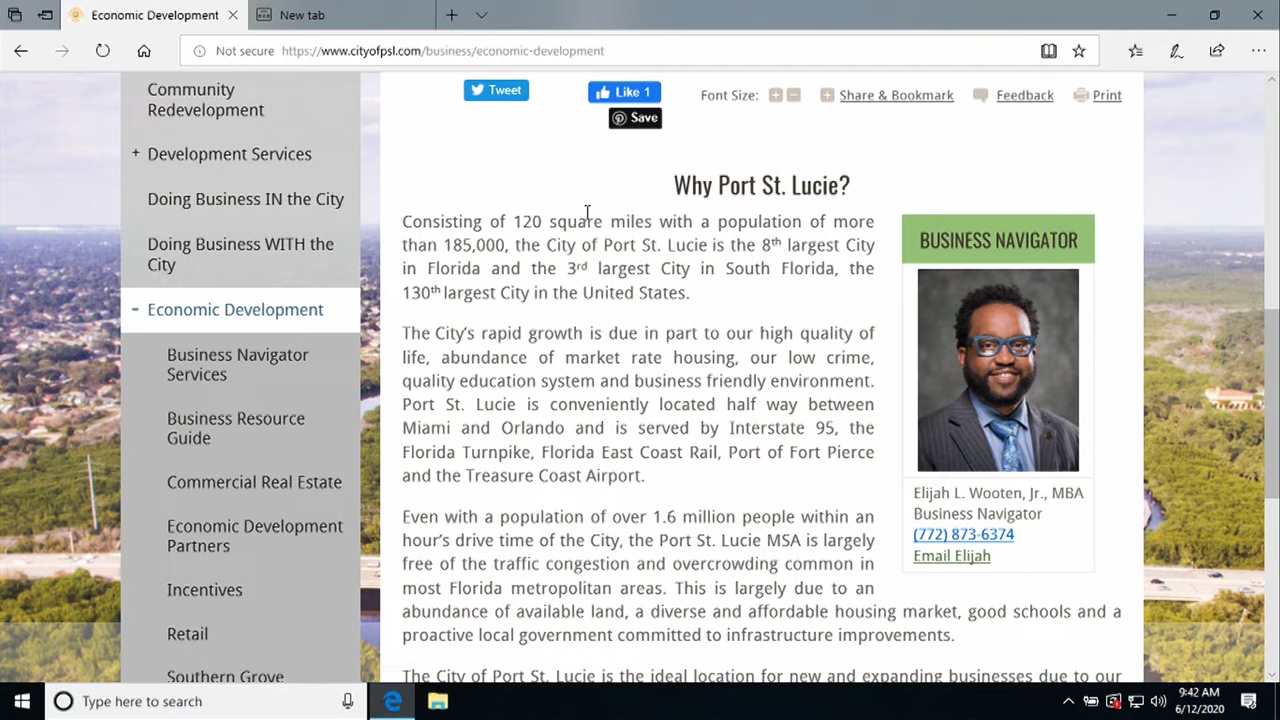 Economic Development
New tab
Not secure https://www.cityofpsl.com/business/economic-development
Community
Redevelopment
+ Development Services
Doing Business IN the City
Doing Business WITH the
City
- Economic Development
Business Navigator
Services
Business Resource
Guide
Commercial Real Estate
Economic Development
Partners
Incentives
Retail
Southern Grove
Tweet
Like 1
Save
Font Size: + -
Share & Bookmark
Feedback
Print
Why Port St. Lucie?
Consisting of 120 square miles with a population of more
than 185,000, the City of Port St. Lucie is the 8th largest City
in Florida and the 3rd largest City in South Florida, the
130th largest City in the United States.
The City's rapid growth is due in part to our high quality of
life, abundance of market rate housing, our low crime,
quality education system and business friendly environment.
Port St. Lucie is conveniently located half way between
Miami and Orlando and is served by Interstate 95, the
Florida Turnpike, Florida East Coast Rail, Port of Fort Pierce
and the Treasure Coast Airport.
Even with a population of over 1.6 million people within an
hour's drive time of the City, the Port St. Lucie MSA is largely
free of the traffic congestion and overcrowding common in
most Florida metropolitan areas. This is largely due to an
abundance of available land, a diverse and affordable housing market, good schools and a
proactive local government committed to infrastructure improvements.
The City of Port St. Lucie is the ideal location for new and expanding businesses due to our
BUSINESS NAVIGATOR
Elijah L. Wooten, Jr., MBA
Business Navigator
(772) 873-6374
Email Elijah
Type here to search
9:42 AM
6/12/2020